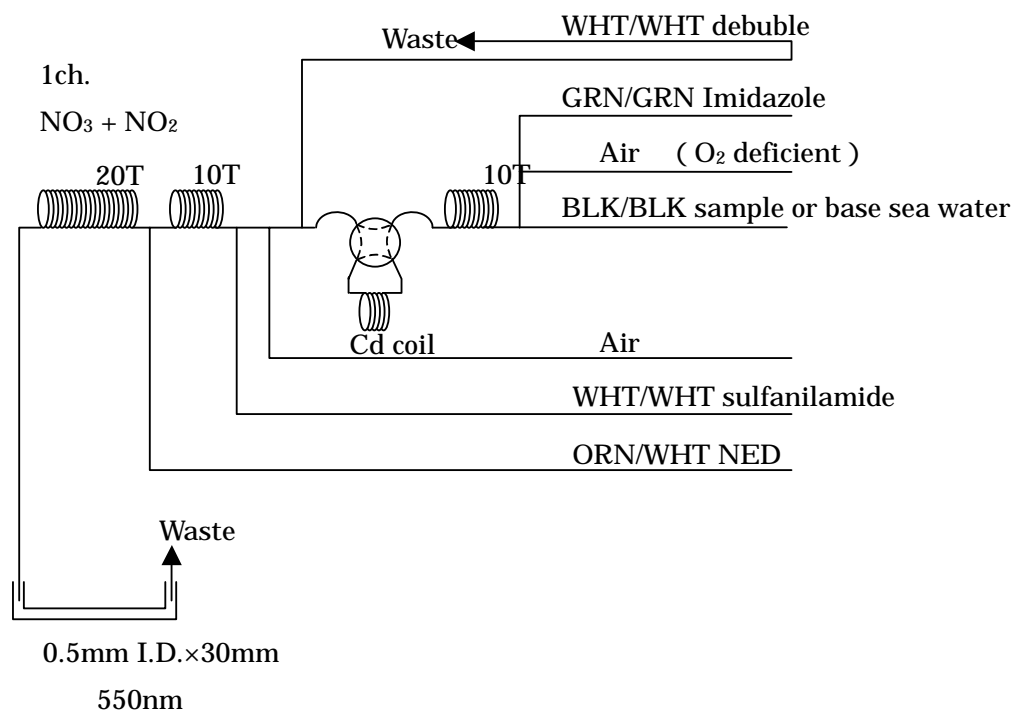 WHT/WHT debuble
Waste
1ch.
GRN/GRN Imidazole
NO₃ + NO₂
Air ( O₂ deficient )
20T
10T
10T
BLK/BLK sample or base sea water
Cd coil
Air
WHT/WHT sulfanilamide
ORN/WHT NED
Waste
0.5mm I.D.×30mm
550nm